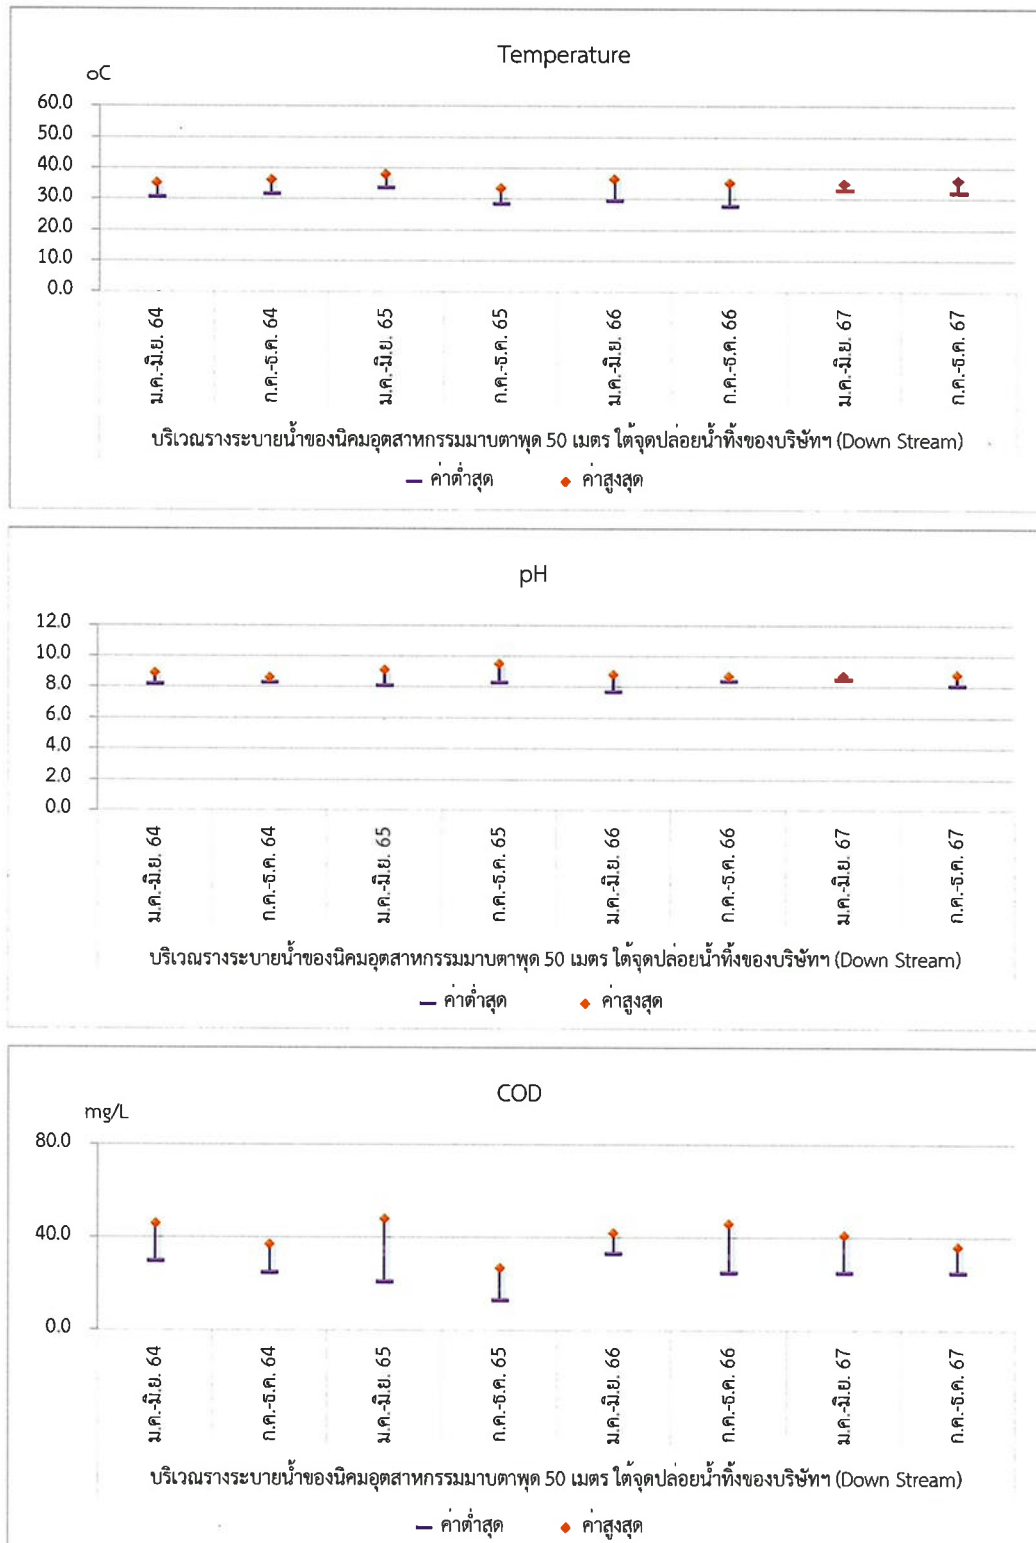 Temperature
oC
60.0
50.0
40.0
30.0
20.0
10.0
0.0
ม.ค.-มิ.ย. 64
ก.ค.-ธ.ค. 64
ม.ค.-มิ.ย. 65
ก.ค.-ธ.ค. 65
ม.ค.-มิ.ย. 66
ก.ค.-ธ.ค. 66
ม.ค.-มิ.ย. 67
ก.ค.-ธ.ค. 67
บริเวณรางระบายน้ำของนิคมอุตสาหกรรมมาบตาพุด 50 เมตร ใต้จุดปล่อยน้ำทิ้งของบริษัทฯ (Down Stream)
ค่าต่ำสุด ค่าสูงสุด
pH
12.0
10.0
8.0
6.0
4.0
2.0
0.0
ม.ค.-มิ.ย. 64
ก.ค.-ธ.ค. 64
ม.ค.-มิ.ย. 65
ก.ค.-ธ.ค. 65
ม.ค.-มิ.ย. 66
ก.ค.-ธ.ค. 66
ม.ค.-มิ.ย. 67
ก.ค.-ธ.ค. 67
บริเวณรางระบายน้ำของนิคมอุตสาหกรรมมาบตาพุด 50 เมตร ใต้จุดปล่อยน้ำทิ้งของบริษัทฯ (Down Stream)
ค่าต่ำสุด ค่าสูงสุด
COD
mg/L
80.0
40.0
0.0
ม.ค.-มิ.ย. 64
ก.ค.-ธ.ค. 64
ม.ค.-มิ.ย. 65
ก.ค.-ธ.ค. 65
ม.ค.-มิ.ย. 66
ก.ค.-ธ.ค. 66
ม.ค.-มิ.ย. 67
ก.ค.-ธ.ค. 67
บริเวณรางระบายน้ำของนิคมอุตสาหกรรมมาบตาพุด 50 เมตร ใต้จุดปล่อยน้ำทิ้งของบริษัทฯ (Down Stream)
ค่าต่ำสุด ค่าสูงสุด